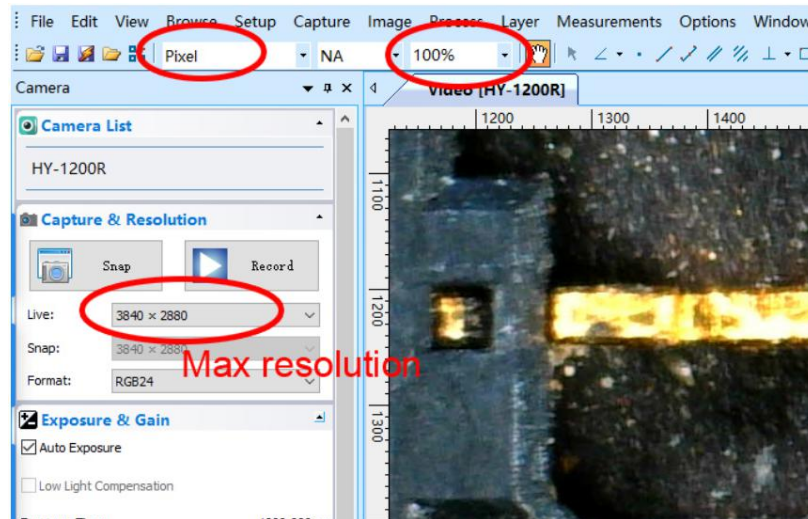 File Edit View Browse Setup Capture Image Process Layer Measurements Options Window
Pixel NA 100%
Camera
Video [HY-1200R]
1200 1300 1400
Camera List
HY-1200R
1100
Capture & Resolution
Snap Record
1200
Live: 3840 × 2880
Snap: 3840 × 2880
Max resolution
Format: RGB24
1300
Exposure & Gain
Auto Exposure
Low Light Compensation